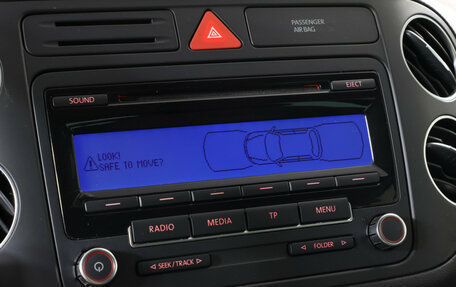 PASSENGER
AIR BAG
SOUND
EJECT
LOOK!
SAFE TO MOVE?
RADIO
MEDIA
TP
MENU
SEEK / TRACK
FOLDER